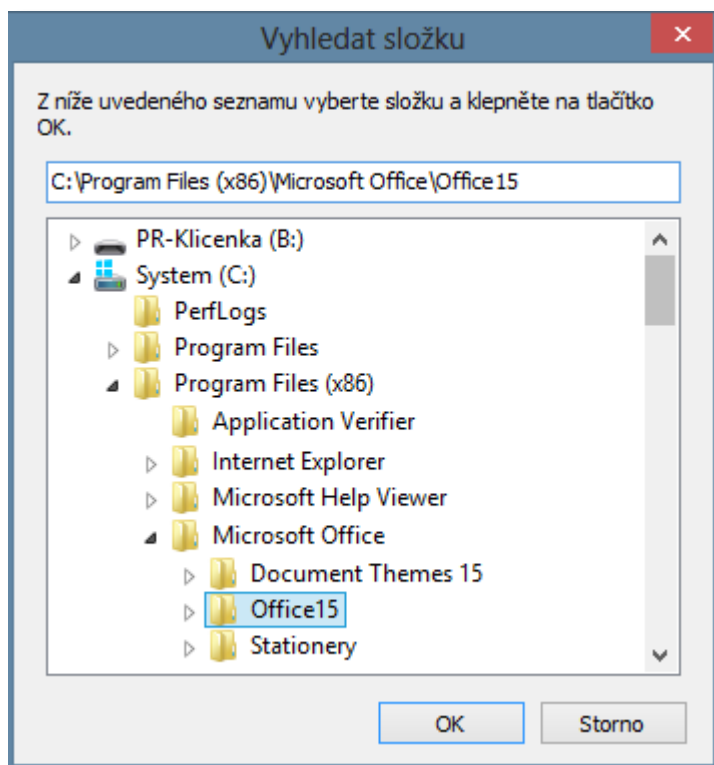 Vyhledat složku
Z níže uvedeného seznamu vyberte složku a klepněte na tlačítko
OK.
C:\Program Files (x86)\Microsoft Office\Office15
PR-Klicenka (B:)
System (C:)
PerfLogs
Program Files
Program Files (x86)
Application Verifier
Internet Explorer
Microsoft Help Viewer
Microsoft Office
Document Themes 15
Office15
Stationery
OK Storno